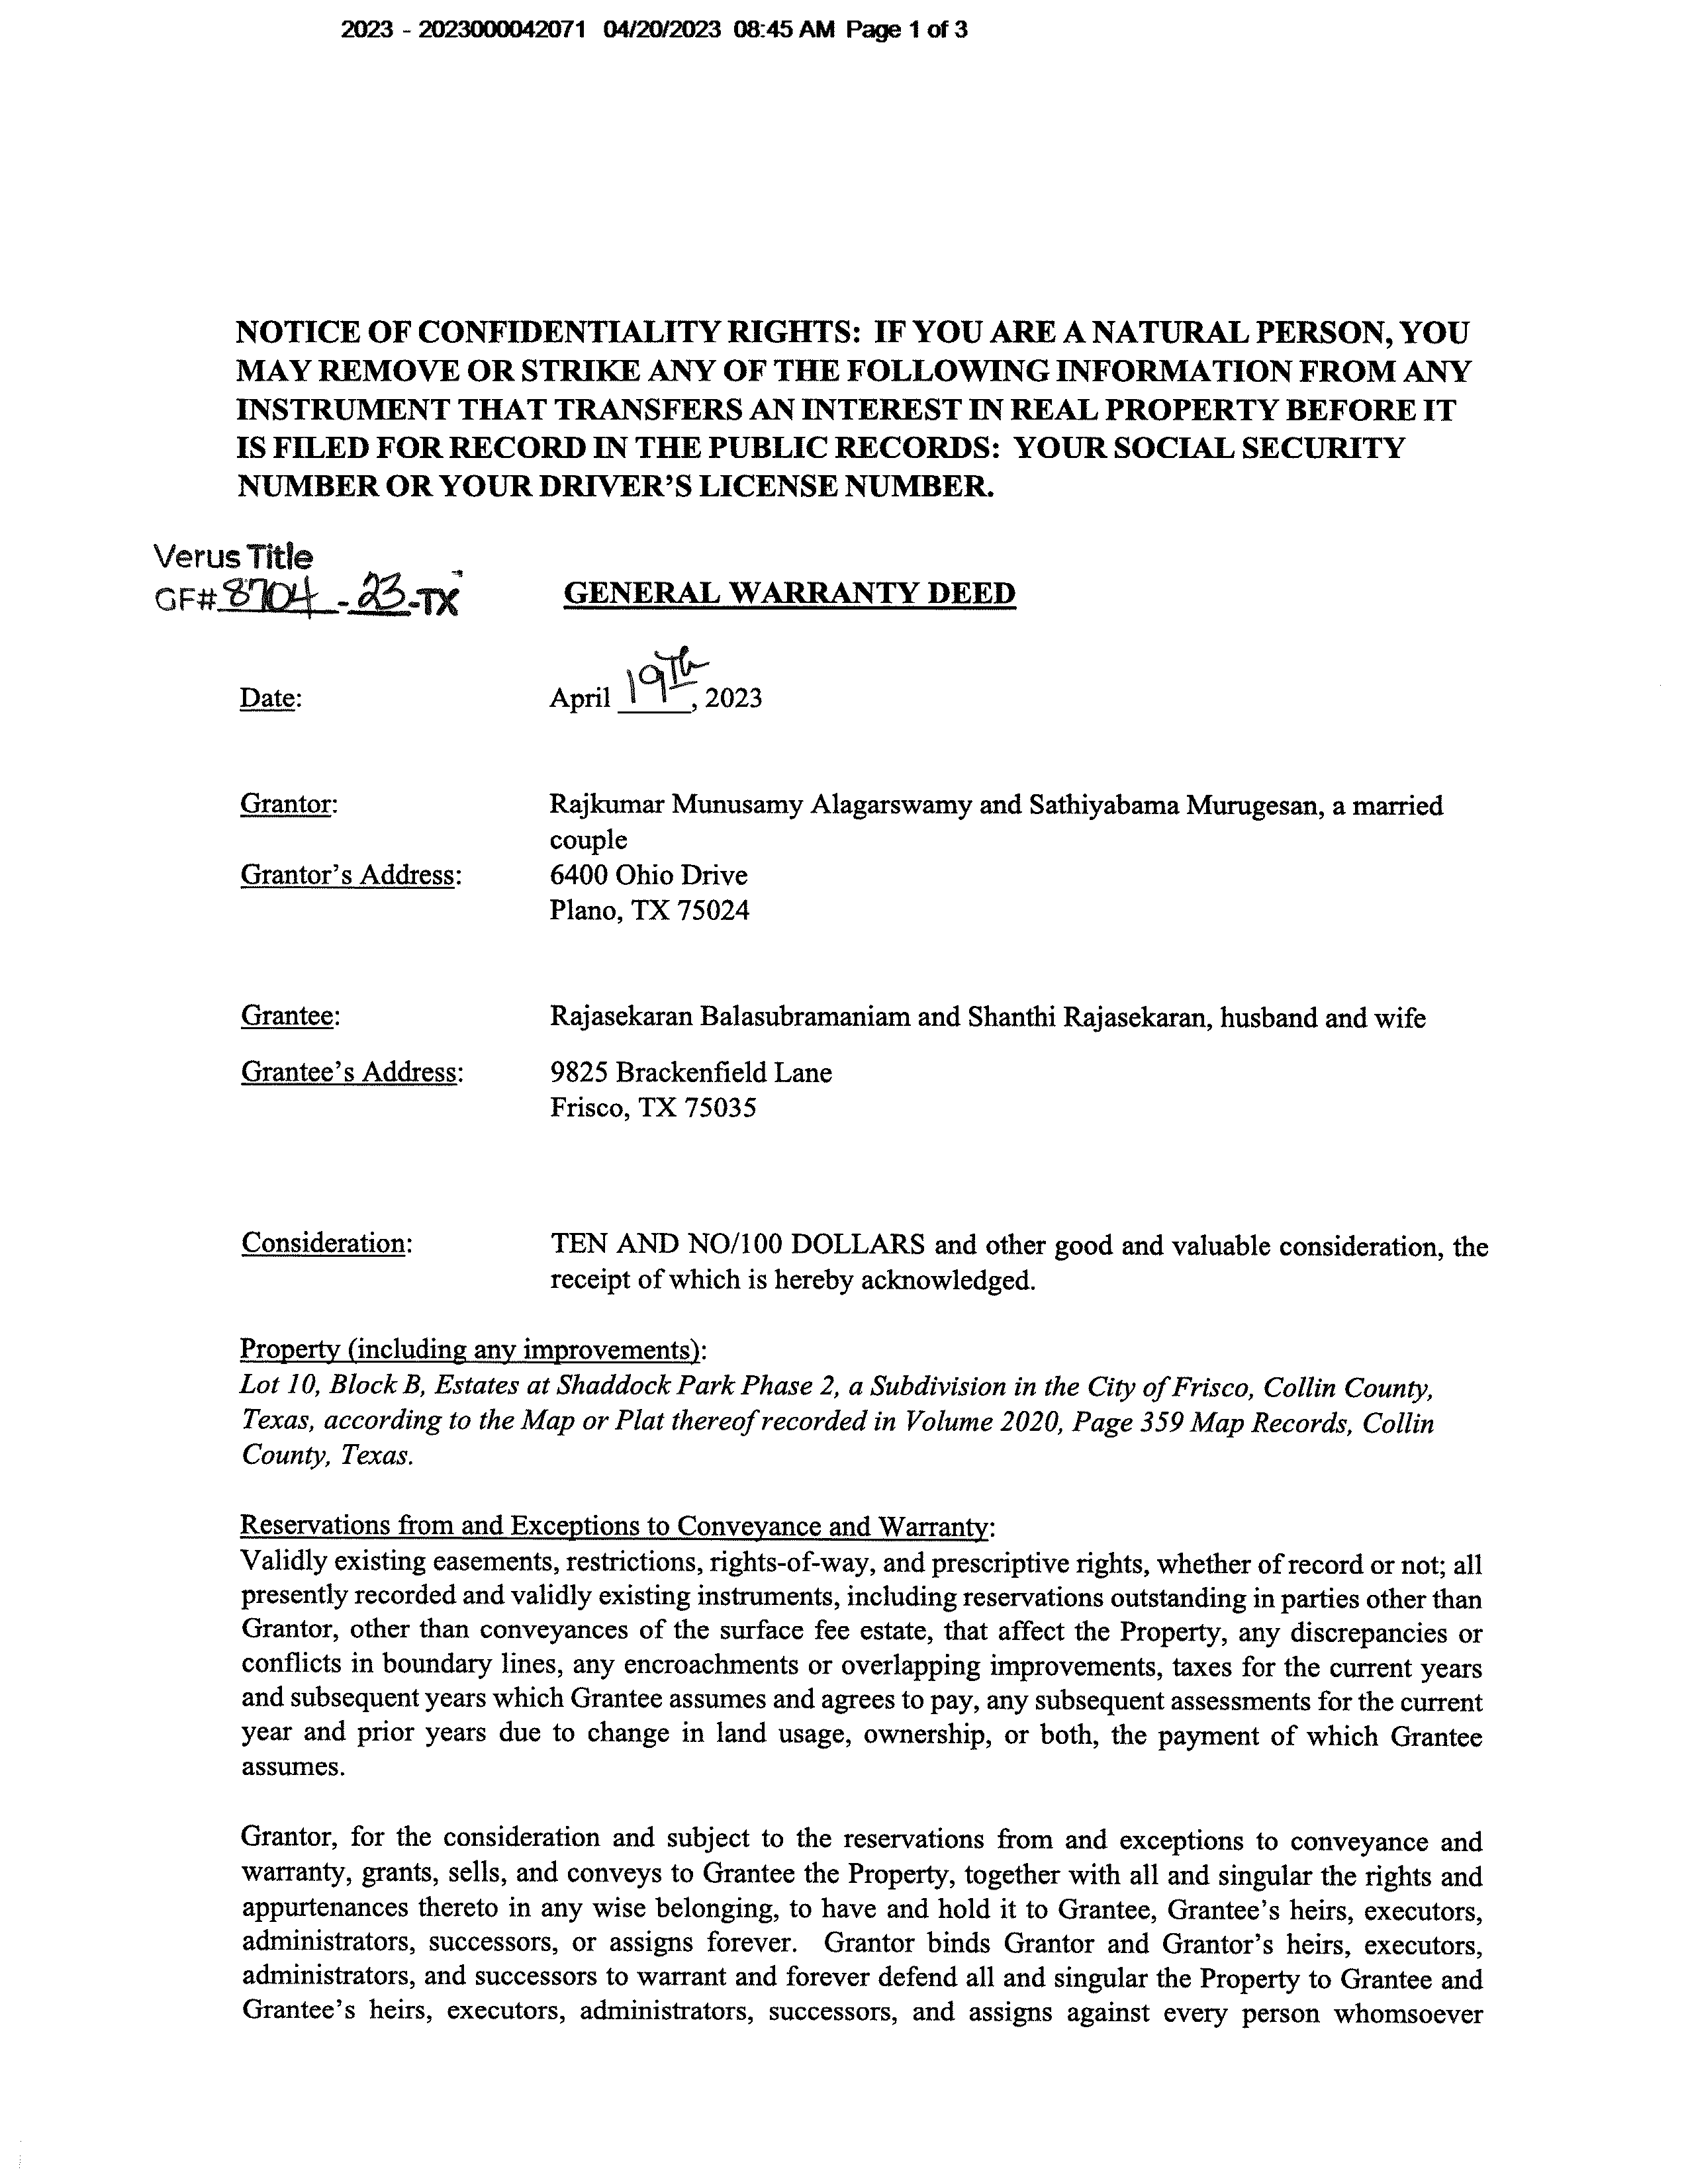 2023 - 2023000042071 04/20/2023 08:45 AM Page 1 of 3
NOTICE OF CONFIDENTIALITY RIGHTS: IF YOU ARE A NATURAL PERSON, YOU
MAY REMOVE OR STRIKE ANY OF THE FOLLOWING INFORMATION FROM ANY
INSTRUMENT THAT TRANSFERS AN INTEREST IN REAL PROPERTY BEFORE IT
IS FILED FOR RECORD IN THE PUBLIC RECORDS: YOUR SOCIAL SECURITY
NUMBER OR YOUR DRIVER'S LICENSE NUMBER.
Verus Title
GF# 8704 - 23-TX
GENERAL WARRANTY DEED
Date: April 19Th, 2023
Grantor: Rajkumar Munusamy Alagarswamy and Sathiyabama Murugesan, a married
couple
Grantor's Address: 6400 Ohio Drive
Plano, TX 75024
Grantee: Rajasekaran Balasubramaniam and Shanthi Rajasekaran, husband and wife
Grantee's Address: 9825 Brackenfield Lane
Frisco, TX 75035
Consideration: TEN AND NO/100 DOLLARS and other good and valuable consideration, the
receipt of which is hereby acknowledged.
Property (including any improvements):
Lot 10, Block B, Estates at Shaddock Park Phase 2, a Subdivision in the City of Frisco, Collin County,
Texas, according to the Map or Plat thereof recorded in Volume 2020, Page 359 Map Records, Collin
County, Texas.
Reservations from and Exceptions to Conveyance and Warranty:
Validly existing easements, restrictions, rights-of-way, and prescriptive rights, whether of record or not; all
presently recorded and validly existing instruments, including reservations outstanding in parties other than
Grantor, other than conveyances of the surface fee estate, that affect the Property, any discrepancies or
conflicts in boundary lines, any encroachments or overlapping improvements, taxes for the current years
and subsequent years which Grantee assumes and agrees to pay, any subsequent assessments for the current
year and prior years due to change in land usage, ownership, or both, the payment of which Grantee
assumes.
Grantor, for the consideration and subject to the reservations from and exceptions to conveyance and
warranty, grants, sells, and conveys to Grantee the Property, together with all and singular the rights and
appurtenances thereto in any wise belonging, to have and hold it to Grantee, Grantee's heirs, executors,
administrators, successors, or assigns forever. Grantor binds Grantor and Grantor's heirs, executors,
administrators, and successors to warrant and forever defend all and singular the Property to Grantee and
Grantee's heirs, executors, administrators, successors, and assigns against every person whomsoever